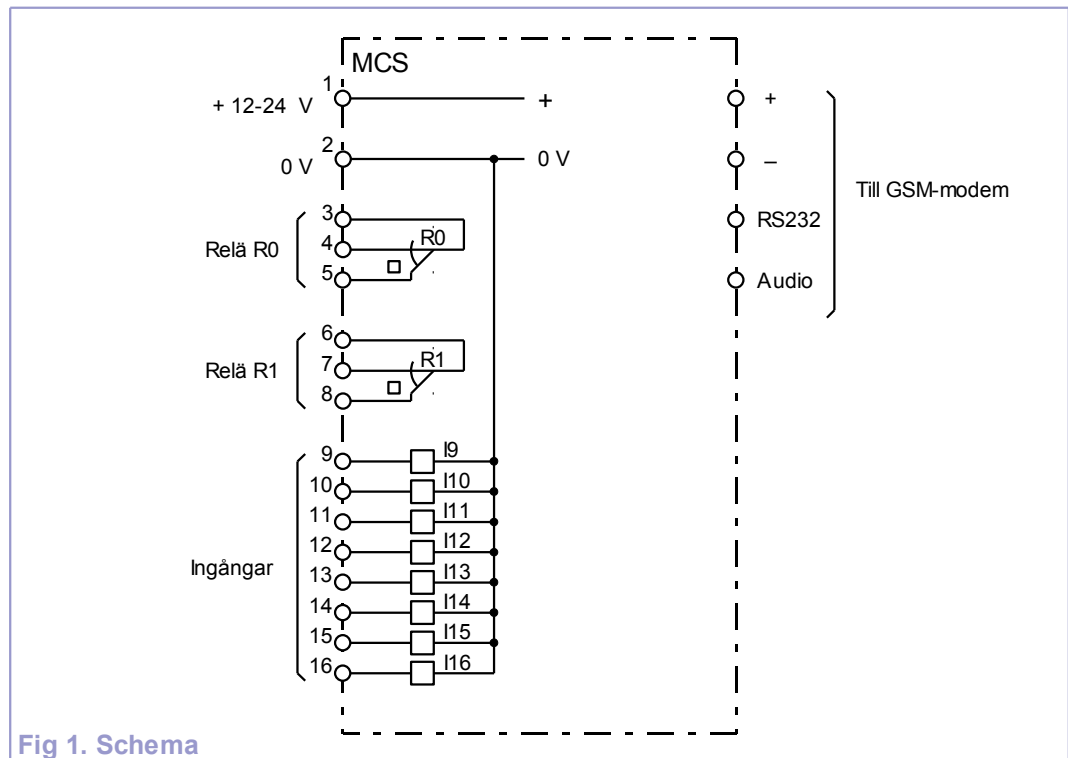 MCS
1
+ 12-24 V
+
2
0 V
0 V
3
4
5
Relä R0
R0
6
7
8
Relä R1
R1
9
10
11
12
13
14
15
16
Ingångar
I9
I10
I11
I12
I13
I14
I15
I16
+
–
RS232
Audio
Till GSM-modem
Fig 1. Schema